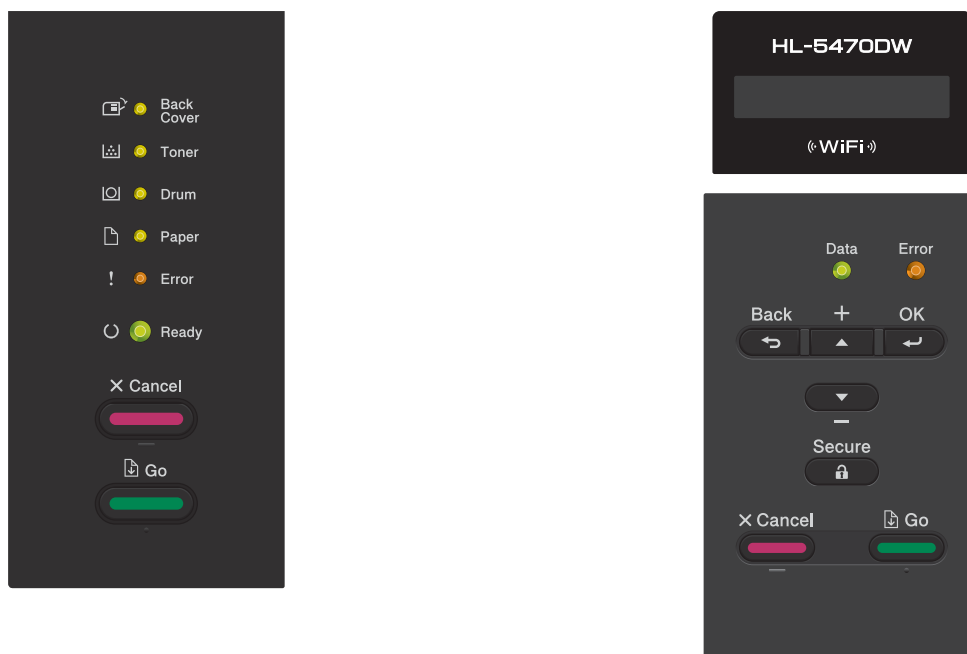 Back
Cover
Toner
Drum
Paper
! Error
Ready
× Cancel
Go
HL-5470DW
WiFi
Data Error
Back + OK
Secure
× Cancel Go